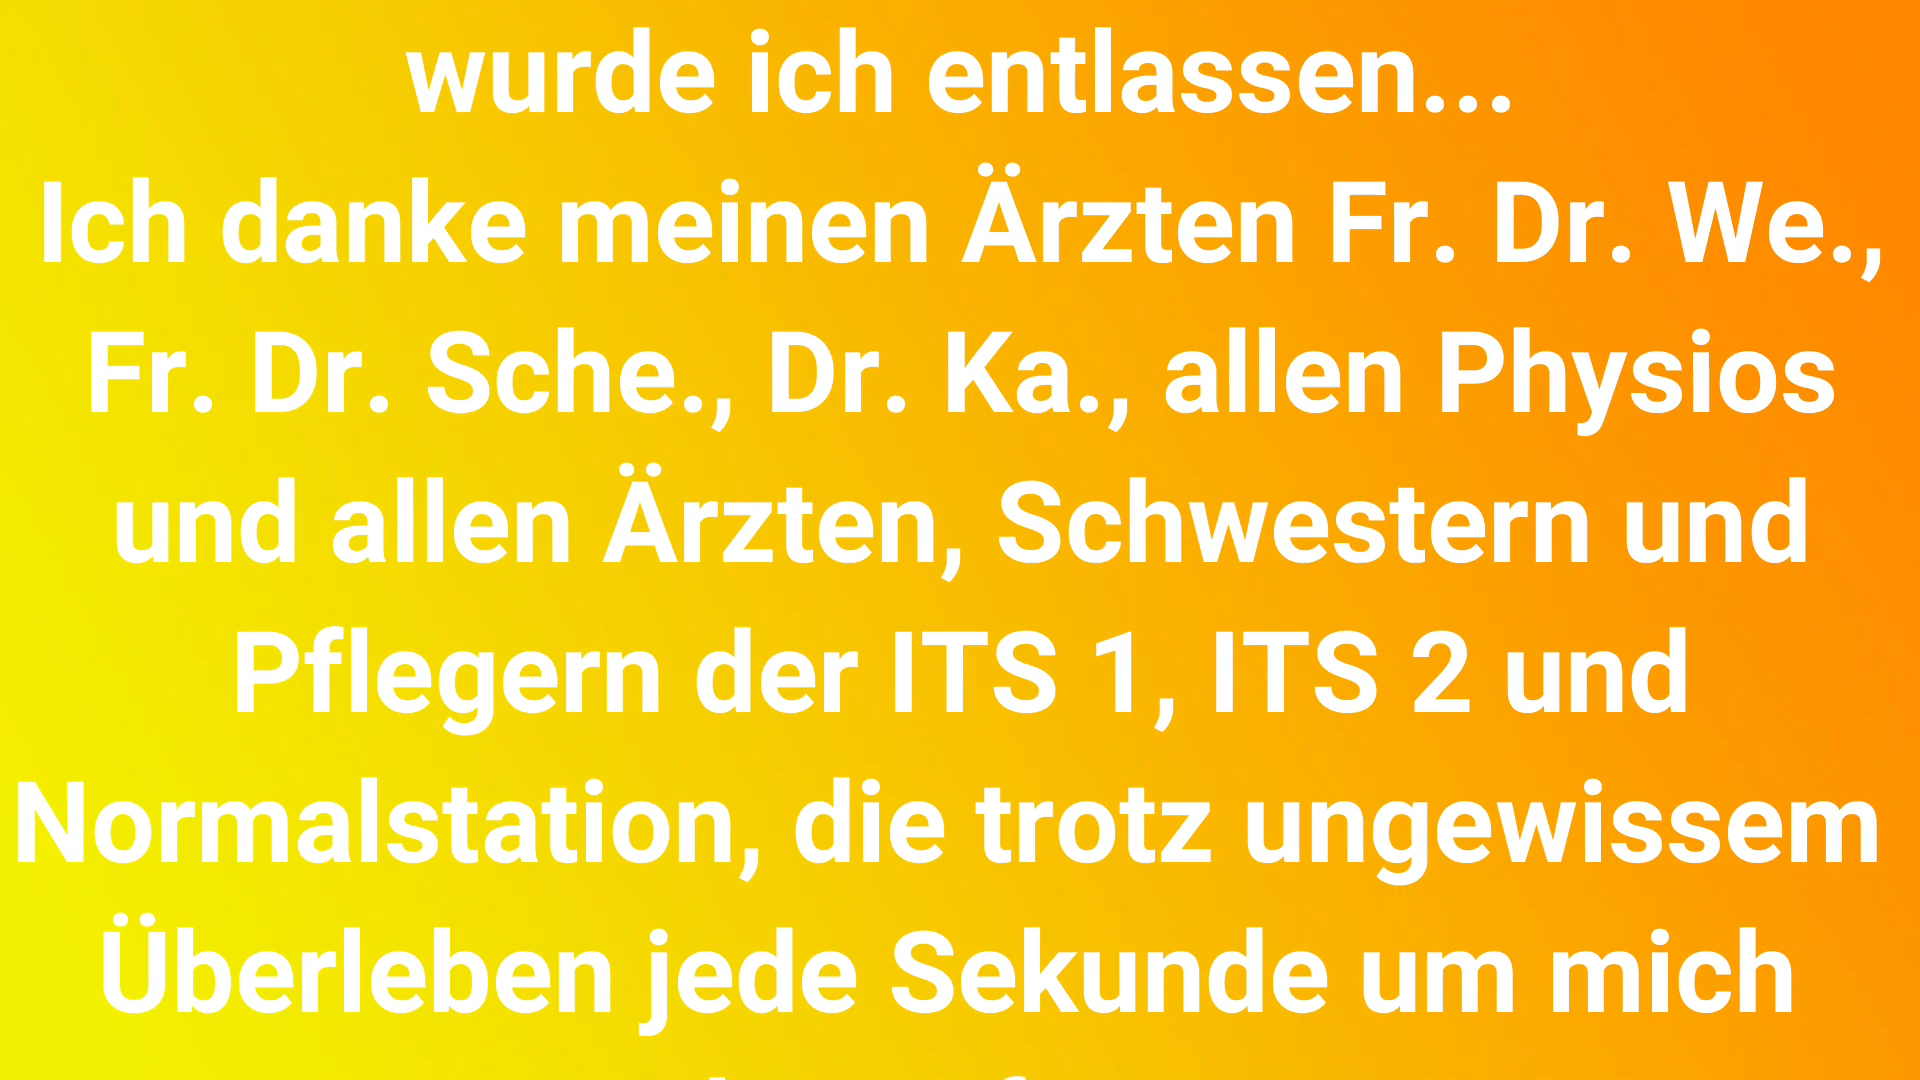 wurde ich entlassen...
Ich danke meinen Ärzten Fr. Dr. We.,
Fr. Dr. Sche., Dr. Ka., allen Physios
und allen Ärzten, Schwestern und
Pflegern der ITS 1, ITS 2 und
Normalstation, die trotz ungewissem
Überleben jede Sekunde um mich